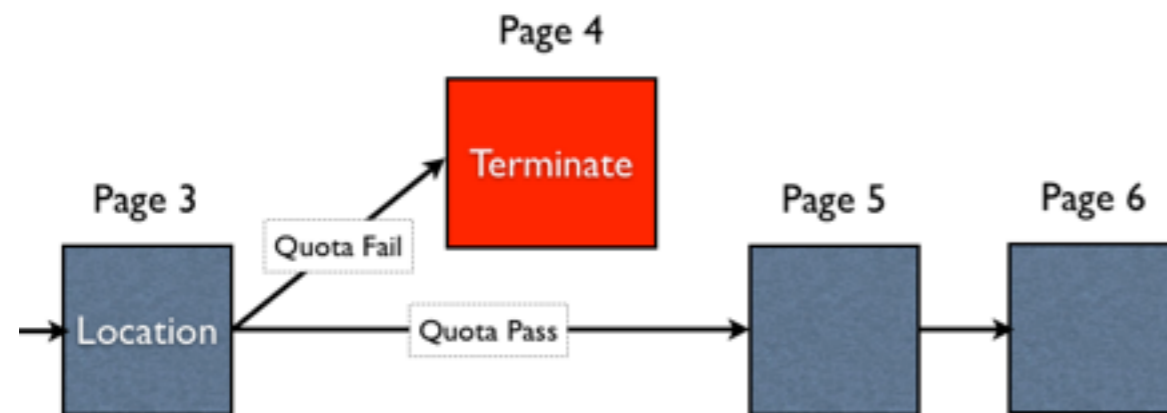 Page 4
Terminate
Page 3
Page 5
Page 6
Quota Fail
Location
Quota Pass